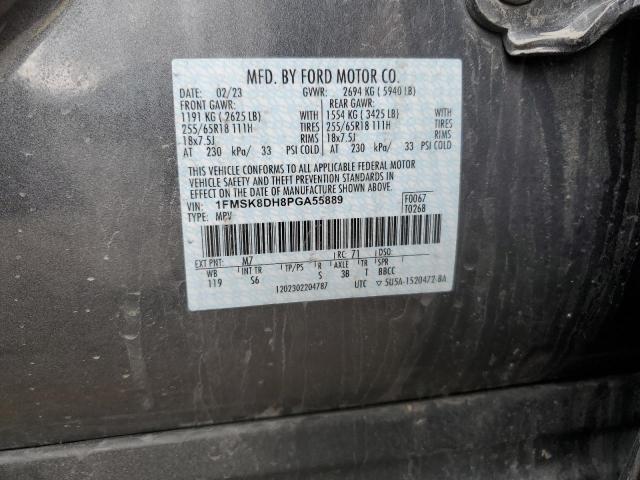 MFD. BY FORD MOTOR CO.
DATE: 02/23 GVWR: 2694 KG ( 5940 LB)
FRONT GAWR: REAR GAWR:
1191 KG ( 2625 LB) WITH 1554 KG ( 3425 LB) WITH
255/65R18 111H TIRES 255/65R18 111H TIRES
18x7.5J RIMS 18x7.5J RIMS
AT 230 kPa/ 33 PSI COLD AT 230 kPa/ 33 PSI COLD
THIS VEHICLE CONFORMS TO ALL APPLICABLE FEDERAL MOTOR
VEHICLE SAFETY AND THEFT PREVENTION STANDARDS IN
EFFECT ON THE DATE OF MANUFACTURE SHOWN ABOVE.
VIN: 1FMSK8DH8PGA55889 F0067
TYPE: MPV T0268
EXT PNT: M7 RC: 71 DSO:
WB INT TR TP/PS R AXLE TR SPR
119 S6 S 3B T BBCC
1202302204787 UTC ▽ 5U5A-1520472-BA